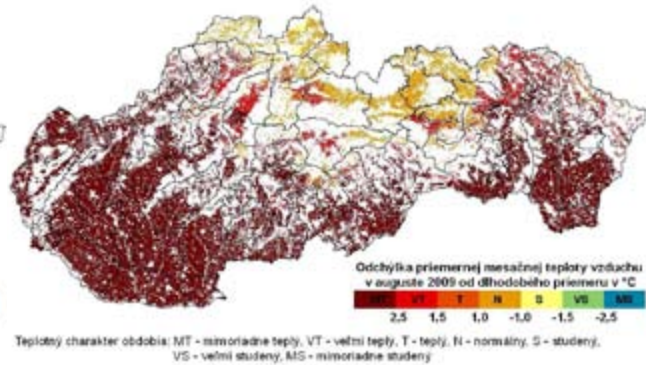 Odchýlka priemernej mesačnej teploty vzduchu
v auguste 2009 od dlhodobého priemeru v °C
MT VT T N S VS MS
2,5 1,5 1,0 -1,0 -1,5 -2,5
Teplotný charakter obdobia: MT - mimoriadne teplý, VT - veľmi teplý, T - teplý, N - normálny, S - studený,
VS - veľmi studený, MS - mimoriadne studený